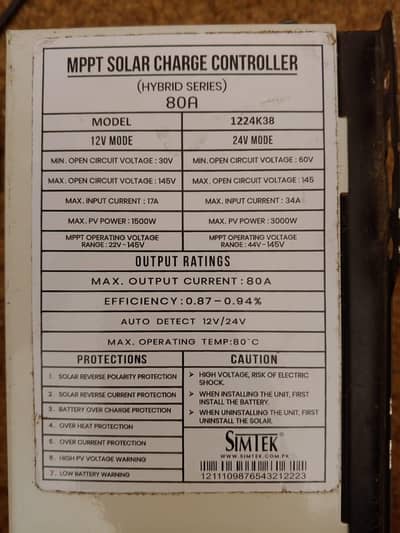 MPPT SOLAR CHARGE CONTROLLER
(HYBRID SERIES)
80A
MODEL 1224K38
12V MODE 24V MODE
MIN. OPEN CIRCUIT VOLTAGE : 30V MIN. OPEN CIRCUIT VOLTAGE : 60V
MAX. OPEN CIRCUIT VOLTAGE : 145V MAX. OPEN CIRCUIT VOLTAGE : 145
MAX. INPUT CURRENT : 17A MAX. INPUT CURRENT : 34A
MAX. PV POWER : 1500W MAX. PV POWER : 3000W
MPPT OPERATING VOLTAGE MPPT OPERATING VOLTAGE
RANGE : 22V - 145V RANGE : 44V - 145V
OUTPUT RATINGS
MAX. OUTPUT CURRENT : 80A
EFFICIENCY : 0.87 - 0.94%
AUTO DETECT 12V/24V
MAX. OPERATING TEMP: 80°C
PROTECTIONS
1. SOLAR REVERSE POLARITY PROTECTION
2. SOLAR REVERSE CURRENT PROTECTION
3. BATTERY OVER CHARGE PROTECTION
4. OVER HEAT PROTECTION
5. OVER CURRENT PROTECTION
6. HIGH PV VOLTAGE WARNING
7. LOW BATTERY WARNING
CAUTION
➤ HIGH VOLTAGE, RISK OF ELECTRIC
SHOCK.
➤ WHEN INSTALLING THE UNIT, FIRST
INSTALL THE BATTERY.
➤ WHEN UNINSTALLING THE UNIT, FIRST
UNINSTALL THE SOLAR.
SIMTEK
WWW.SIMTEK.COM.PK
1211109876543212223